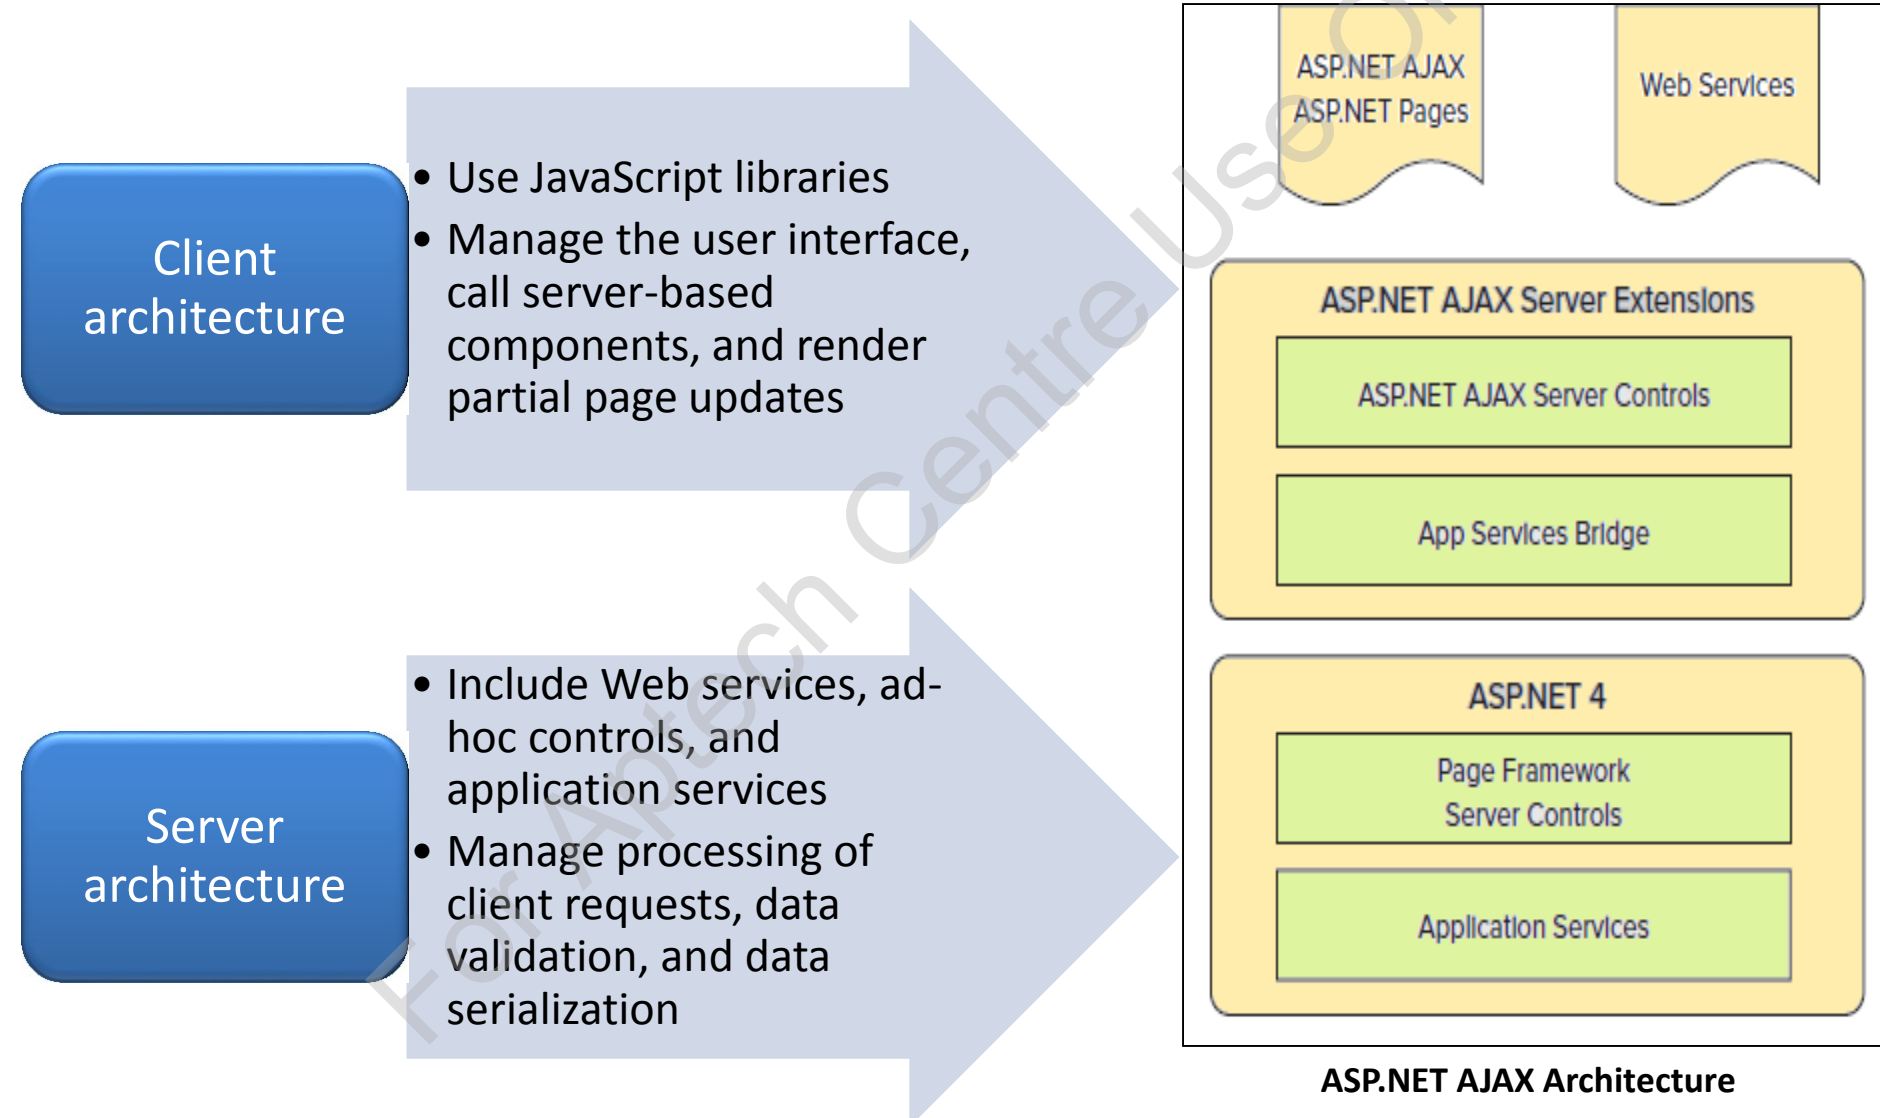 Client
architecture
• Use JavaScript libraries
• Manage the user interface,
call server-based
components, and render
partial page updates
Server
architecture
• Include Web services, ad-
hoc controls, and
application services
• Manage processing of
client requests, data
validation, and data
serialization
ASP.NET AJAX
ASP.NET Pages
Web Services
ASP.NET AJAX Server Extensions
ASP.NET AJAX Server Controls
App Services Bridge
ASP.NET 4
Page Framework
Server Controls
Application Services
ASP.NET AJAX Architecture
For Aptech Centre Use